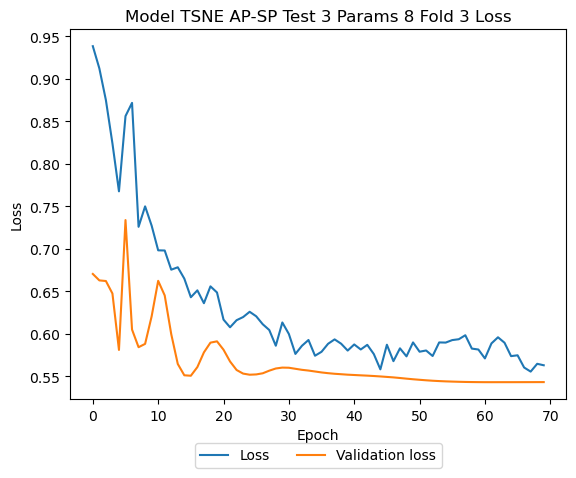 Model TSNE AP-SP Test 3 Params 8 Fold 3 Loss
0.95
0.90
0.85
0.80
0.75
0.70
0.65
0.60
0.55
Loss
0 10 20 30 40 50 60 70
Epoch
Loss Validation loss